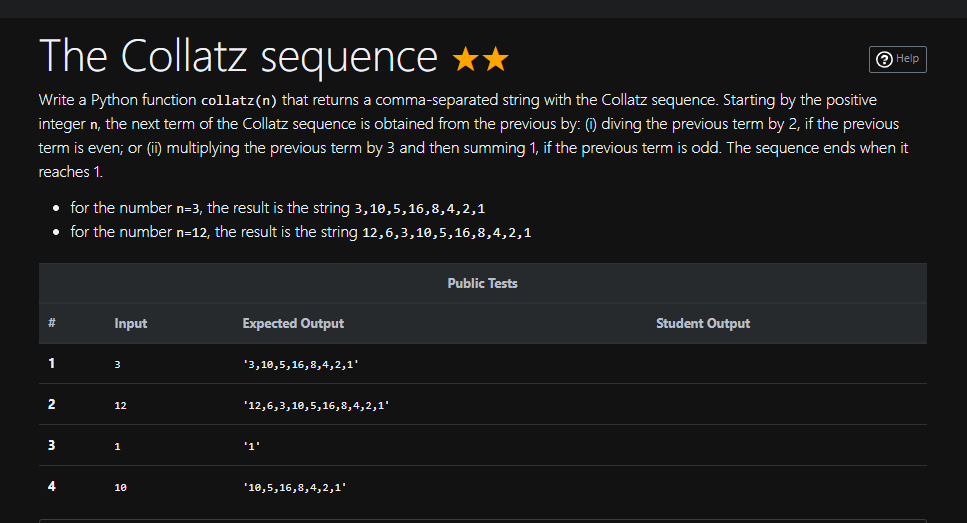 The Collatz sequence
Help
Write a Python function collatz(n) that returns a comma-separated string with the Collatz sequence. Starting by the positive
integer n, the next term of the Collatz sequence is obtained from the previous by: (i) diving the previous term by 2, if the previous
term is even; or (ii) multiplying the previous term by 3 and then summing 1, if the previous term is odd. The sequence ends when it
reaches 1.
• for the number n=3, the result is the string 3,10,5,16,8,4,2,1
• for the number n=12, the result is the string 12,6,3,10,5,16,8,4,2,1
Public Tests
# Input Expected Output Student Output
1 3 '3,10,5,16,8,4,2,1'
2 12 '12,6,3,10,5,16,8,4,2,1'
3 1 '1'
4 10 '10,5,16,8,4,2,1'